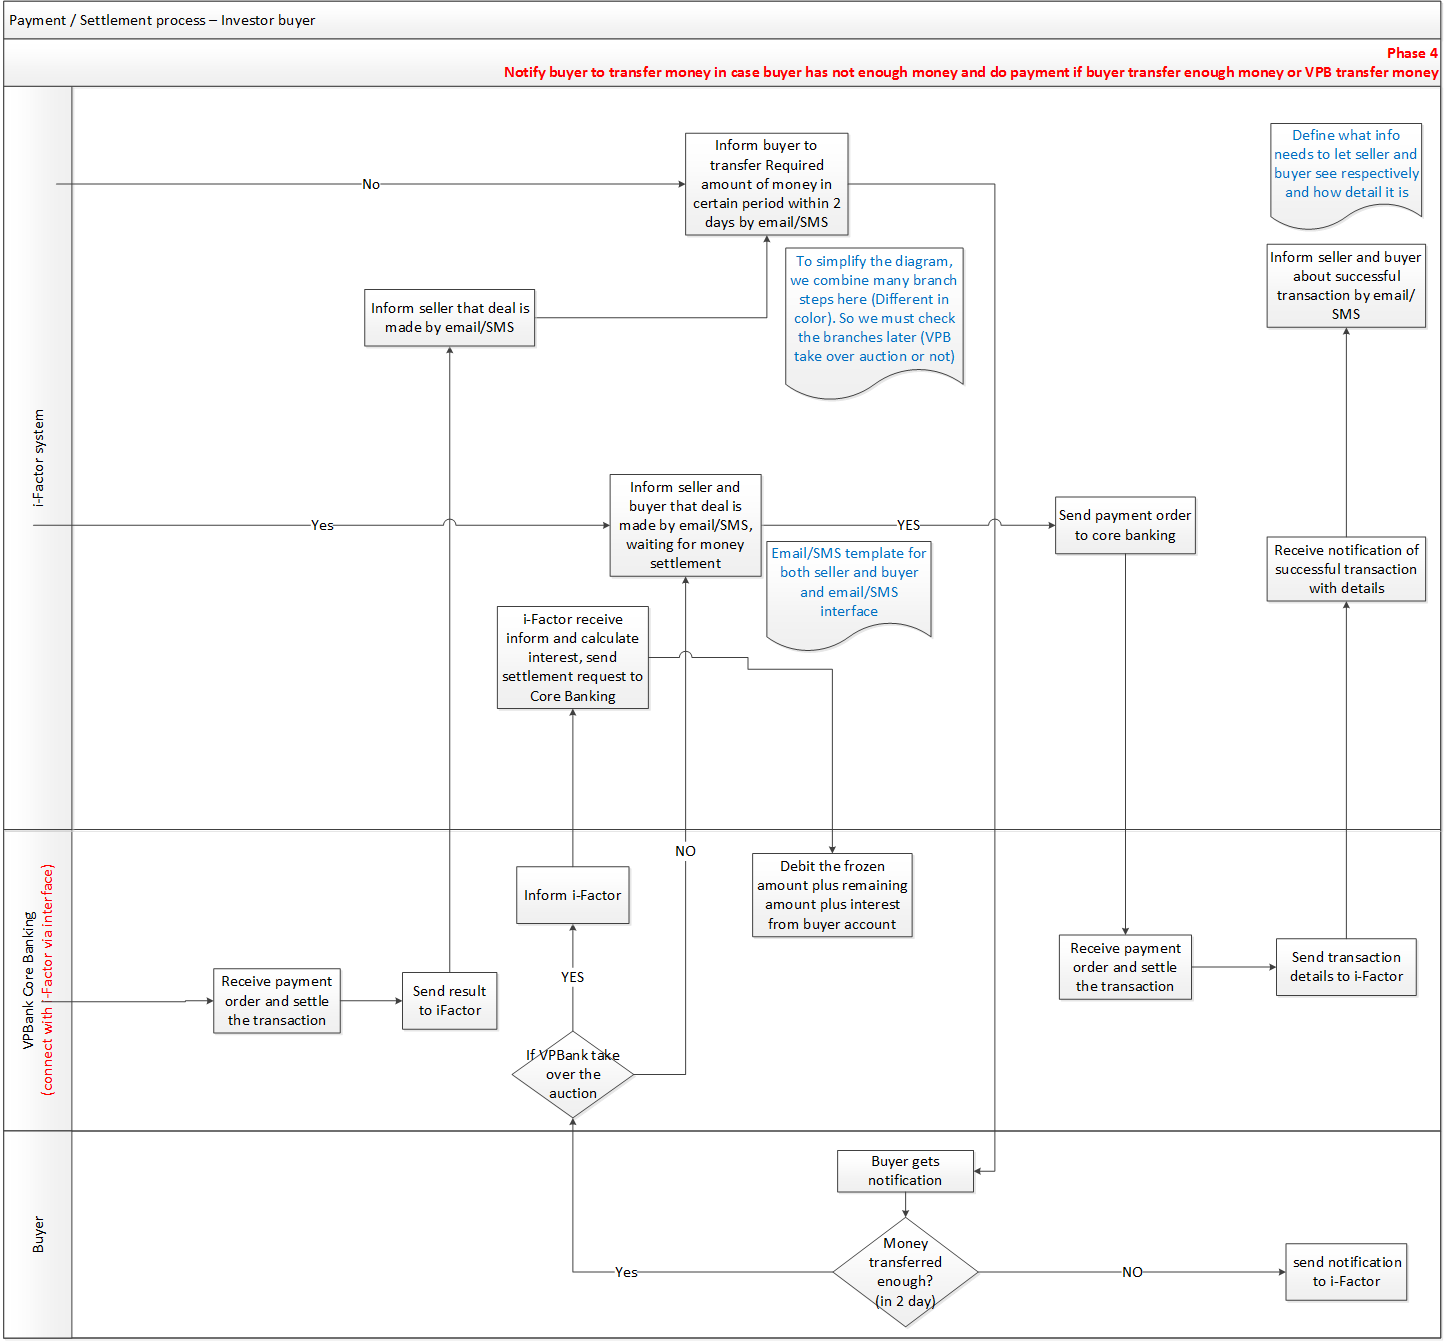 Payment / Settlement process – Investor buyer
Phase 4
Notify buyer to transfer money in case buyer has not enough money and do payment if buyer transfer enough money or VPB transfer money
i-Factor system
No
Inform buyer to
transfer Required
amount of money in
certain period within 2
days by email/SMS
Define what info
needs to let seller and
buyer see respectively
and how detail it is
To simplify the diagram,
we combine many branch
steps here (Different in
color). So we must check
the branches later (VPB
take over auction or not)
Inform seller and buyer
about successful
transaction by email/
SMS
Inform seller that deal is
made by email/SMS
Yes
Inform seller and
buyer that deal is
made by email/SMS,
waiting for money
settlement
YES
Send payment order
to core banking
Email/SMS template for
both seller and buyer
and email/SMS
interface
Receive notification of
successful transaction
with details
i-Factor receive
inform and calculate
interest, send
settlement request to
Core Banking
VPBank Core Banking
(connect with i-Factor via interface)
NO
Inform i-Factor
Debit the frozen
amount plus remaining
amount plus interest
from buyer account
YES
Receive payment
order and settle
the transaction
Send result
to iFactor
Receive payment
order and settle
the transaction
Send transaction
details to i-Factor
If VPBank take
over the
auction
Buyer
Buyer gets
notification
Money
transferred
enough?
(in 2 day)
Yes
NO
send notification
to i-Factor